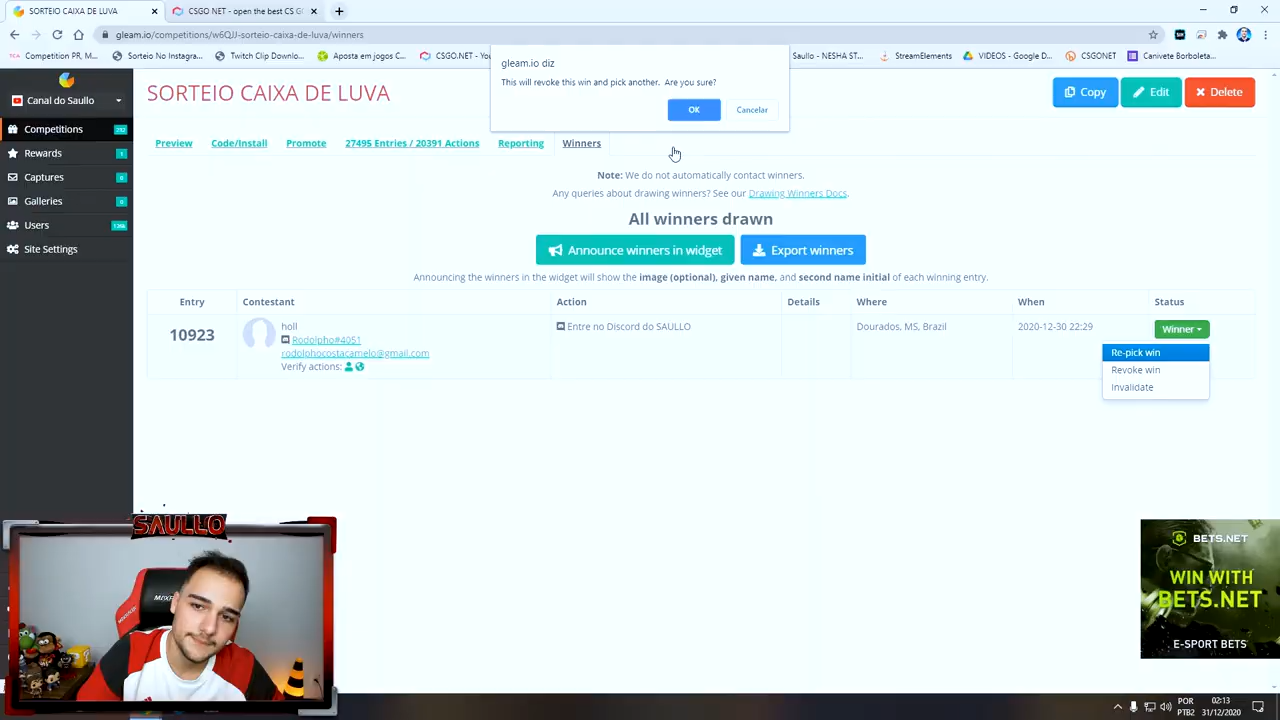 SORTEIO CAIXA DE LUVA
CSGO NET - open the best CS G
gleam.io/competitions/w6QJJ-sorteio-caixa-de-luva/winners
Competition PR, M...
Sorteio No Instagra...
Twitch Clip Downlo...
Aposta em jogos C...
CSGO.NET - You
Saullo - NESHA ST...
StreamElements
VIDEOS - Google D...
CSGONET
Canivete Borboleta...
gleam.io diz
This will revoke this win and pick another. Are you sure?
OK
Cancelar
Canal do Saullo
SORTEIO CAIXA DE LUVA
Copy
Edit
Delete
Competitions 232
Rewards 1
Captures 0
Galleries 0
Users
Site Settings
Preview
Code/Install
Promote
27495 Entries / 20391 Actions
Reporting
Winners
Note: We do not automatically contact winners.
Any queries about drawing winners? See our Drawing Winners Docs.
All winners drawn
Announce winners in widget
Export winners
Announcing the winners in the widget will show the image (optional), given name, and second name initial of each winning entry.
Entry Contestant Action Details Where When Status
10923
holl
Rodolpho#4051
rodolphocostacamelo@gmail.com
Verify actions:
Entre no Discord do SAULLO
Dourados, MS, Brazil
2020-12-30 22:29
Winner
Re-pick win
Revoke win
Invalidate
SAULLO
BETS.NET
WIN WITH
BETS.NET
E-SPORT BETS
POR
PTB2
02:13
31/12/2020